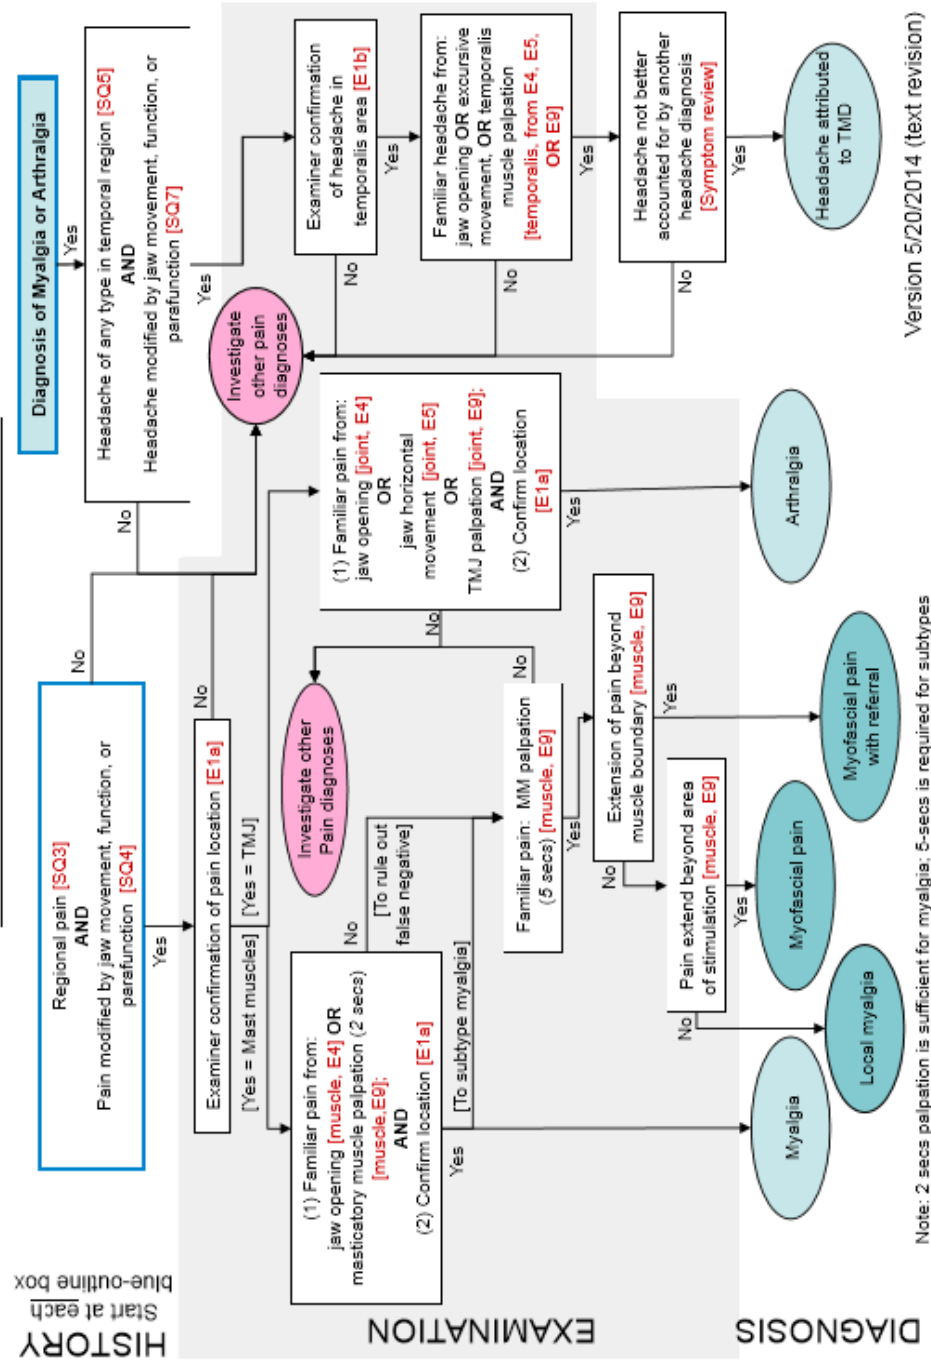 HISTORY
Start at each
blue-outline box
Regional pain [SQ3]
AND
Pain modified by jaw movement, function, or
parafunction [SQ4]
No
Yes
Diagnosis of Myalgia or Arthralgia
Yes
Headache of any type in temporal region [SQ5]
AND
Headache modified by jaw movement, function, or
parafunction [SQ7]
No
Yes
EXAMINATION
Examiner confirmation of pain location [E1a]
No
[Yes = Mast muscles]
[Yes = TMJ]
Investigate
other pain
diagnoses
Examiner confirmation
of headache in
temporalis area [E1b]
No
Yes
(1) Familiar pain from:
jaw opening [muscle, E4] OR
masticatory muscle palpation (2 secs)
[muscle,E9];
AND
(2) Confirm location [E1a]
No
Yes
[To rule out
false negative]
[To subtype myalgia]
Investigate other
Pain diagnoses
(1) Familiar pain from:
jaw opening [joint, E4]
OR
jaw horizontal
movement [joint, E5]
OR
TMJ palpation [joint, E9];
AND
(2) Confirm location
[E1a]
No
Yes
Familiar headache from:
jaw opening OR excursive
movement, OR temporalis
muscle palpation
[temporalis, from E4, E5,
OR E9]
No
Yes
Familiar pain: MM palpation
(5 secs) [muscle, E9]
No
Yes
Extension of pain beyond
muscle boundary [muscle, E9]
No
Yes
Headache not better
accounted for by another
headache diagnosis
[Symptom review]
No
Yes
Pain extend beyond area
of stimulation [muscle, E9]
No
Yes
DIAGNOSIS
Myalgia
Local myalgia
Myofascial pain
Myofascial pain
with referral
Arthralgia
Headache attributed
to TMD
Note: 2 secs palpation is sufficient for myalgia; 5-secs is required for subtypes
Version 5/20/2014 (text revision)